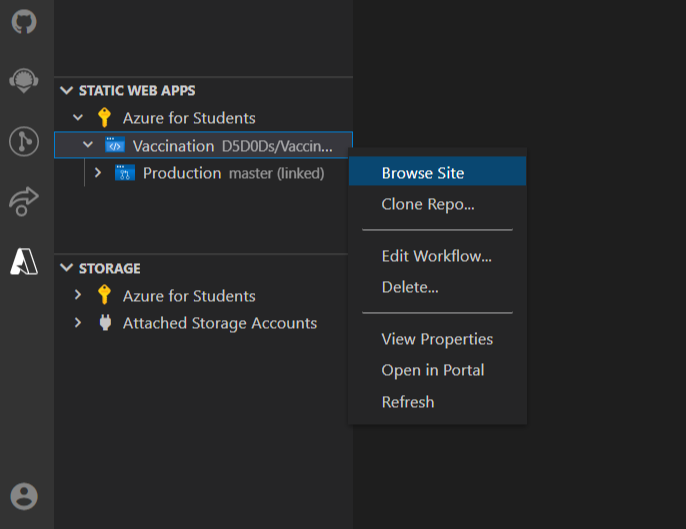 STATIC WEB APPS
Azure for Students
Vaccination D5D0Ds/Vaccin...
Production master (linked)
STORAGE
Azure for Students
Attached Storage Accounts
Browse Site
Clone Repo...
Edit Workflow...
Delete...
View Properties
Open in Portal
Refresh